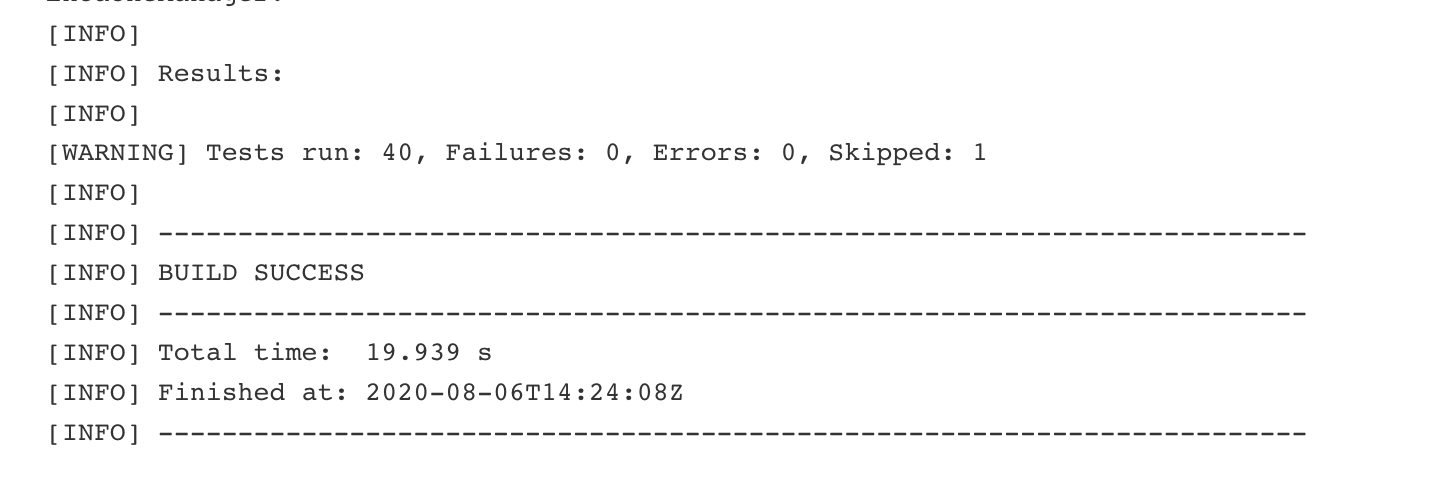 [INFO]
[INFO] Results:
[INFO]
[WARNING] Tests run: 40, Failures: 0, Errors: 0, Skipped: 1
[INFO]
[INFO] ------------------------------------------------------------------------
[INFO] BUILD SUCCESS
[INFO] ------------------------------------------------------------------------
[INFO] Total time:  19.939 s
[INFO] Finished at: 2020-08-06T14:24:08Z
[INFO] ------------------------------------------------------------------------